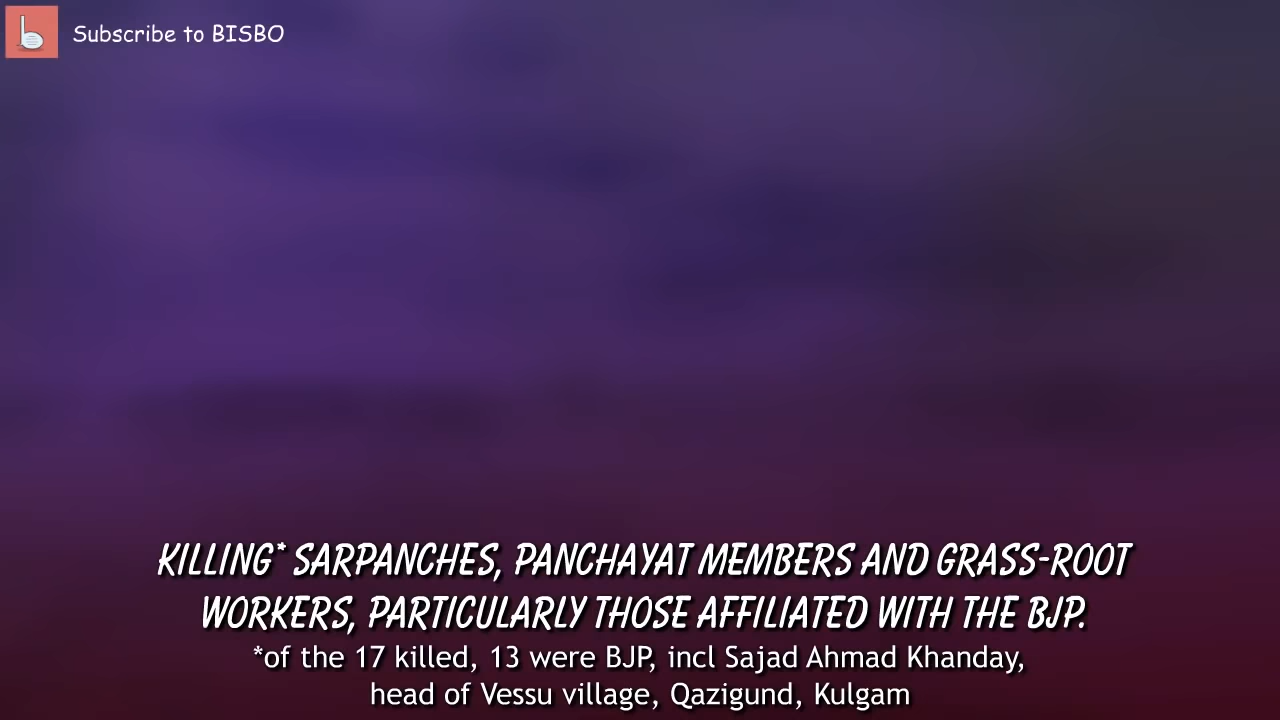 Subscribe to BISBO
KILLING* SARPANCHES, PANCHAYAT MEMBERS AND GRASS-ROOT
WORKERS, PARTICULARLY THOSE AFFILIATED WITH THE BJP.
*of the 17 killed, 13 were BJP, incl Sajad Ahmad Khanday,
head of Vessu village, Qazigund, Kulgam